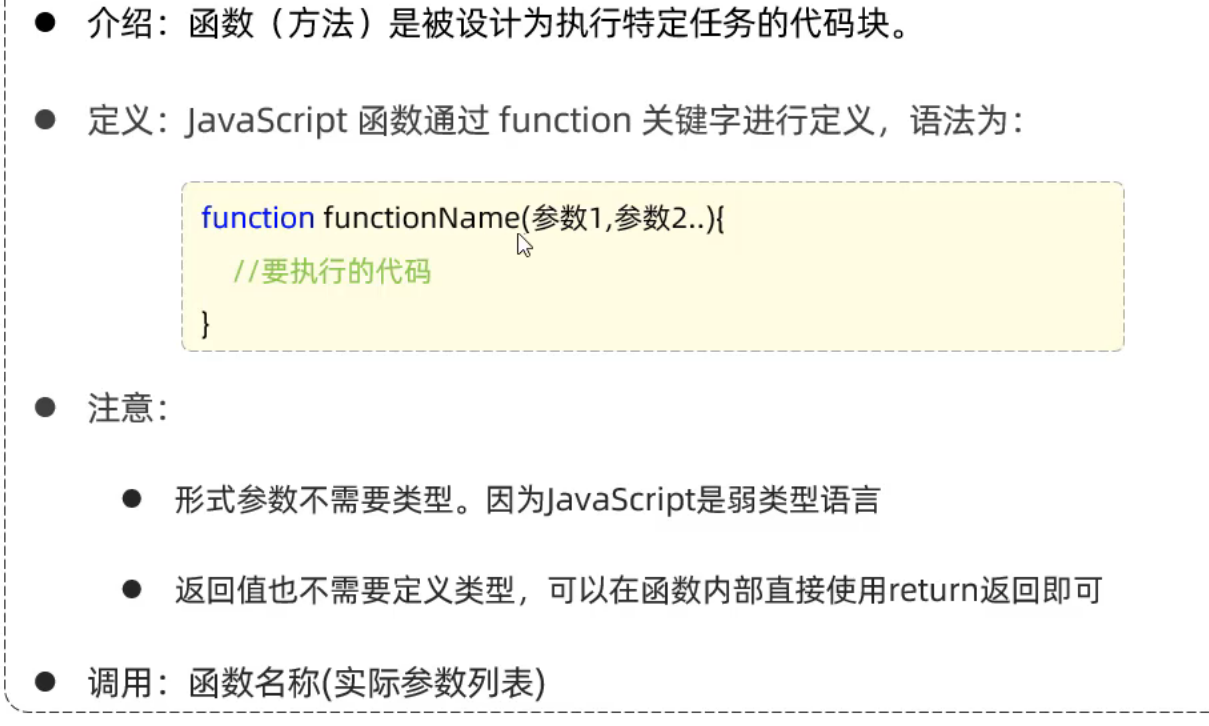 介绍：函数（方法）是被设计为执行特定任务的代码块。
定义：JavaScript 函数通过 function 关键字进行定义，语法为：
function functionName(参数1,参数2..){
//要执行的代码
}
注意：
形式参数不需要类型。因为JavaScript是弱类型语言
返回值也不需要定义类型，可以在函数内部直接使用return返回即可
调用：函数名称(实际参数列表)